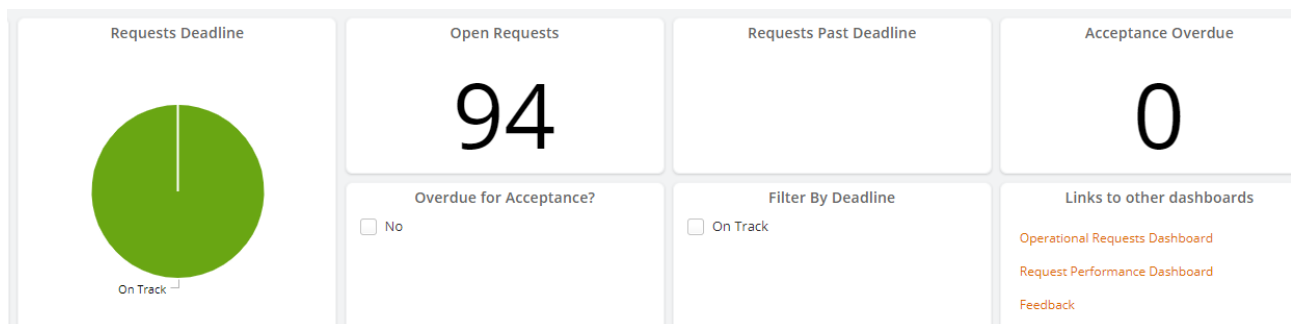 Requests Deadline
On Track
Open Requests
94
Requests Past Deadline
Acceptance Overdue
0
Overdue for Acceptance?
No
Filter By Deadline
On Track
Links to other dashboards
Operational Requests Dashboard
Request Performance Dashboard
Feedback